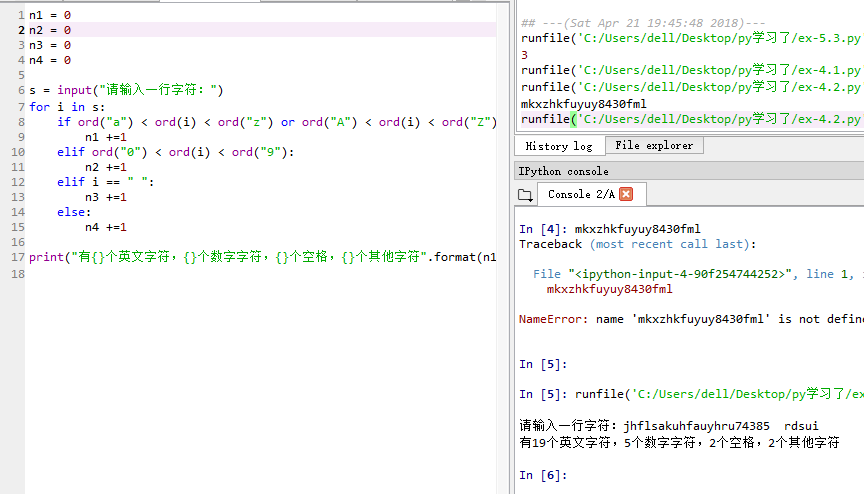 1 n1 = 0
2 n2 = 0
3 n3 = 0
4 n4 = 0
5
6 s = input("请输入一行字符：")
7 for i in s:
8 if ord("a") < ord(i) < ord("z") or ord("A") < ord(i) < ord("Z")
9 n1 +=1
10 elif ord("0") < ord(i) < ord("9"):
11 n2 +=1
12 elif i == " ":
13 n3 +=1
14 else:
15 n4 +=1
16
17 print("有{}个英文字符，{}个数字字符，{}个空格，{}个其他字符".format(n1
18
## ---(Sat Apr 21 19:45:48 2018)---
runfile('C:/Users/dell/Desktop/py学习了/ex-5.3.py
3
runfile('C:/Users/dell/Desktop/py学习了/ex-4.1.py
runfile('C:/Users/dell/Desktop/py学习了/ex-4.2.py
mkxzhkfuyuy8430fml
runfile('C:/Users/dell/Desktop/py学习了/ex-4.2.py
History log File explorer
IPython console
Console 2/A
In [4]: mkxzhkfuyuy8430fml
Traceback (most recent call last):
File "<ipython-input-4-90f254744252>", line 1,
mkxzhkfuyuy8430fml
NameError: name 'mkxzhkfuyuy8430fml' is not define
In [5]:
In [5]: runfile('C:/Users/dell/Desktop/py学习了/ex
请输入一行字符：jhflsakuhfauyhru74385  rdsui
有19个英文字符，5个数字字符，2个空格，2个其他字符
In [6]: